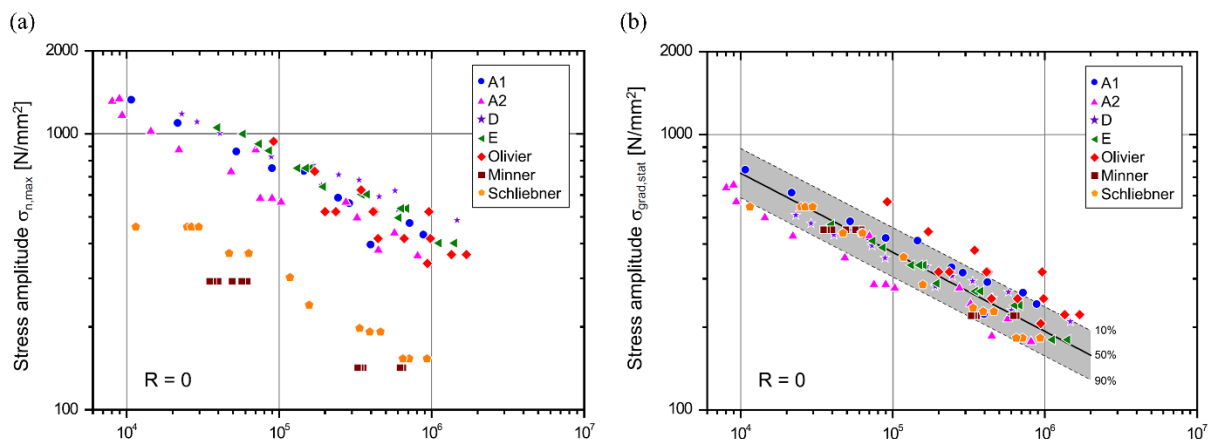 (a)
Stress amplitude σn,max [N/mm²]
2000
1000
100
A1
A2
D
E
Olivier
Minner
Schliebner
R = 0
10⁴
10⁵
10⁶
10⁷
(b)
Stress amplitude σgrad,stat [N/mm²]
2000
1000
100
A1
A2
D
E
Olivier
Minner
Schliebner
10%
50%
90%
R = 0
10⁴
10⁵
10⁶
10⁷